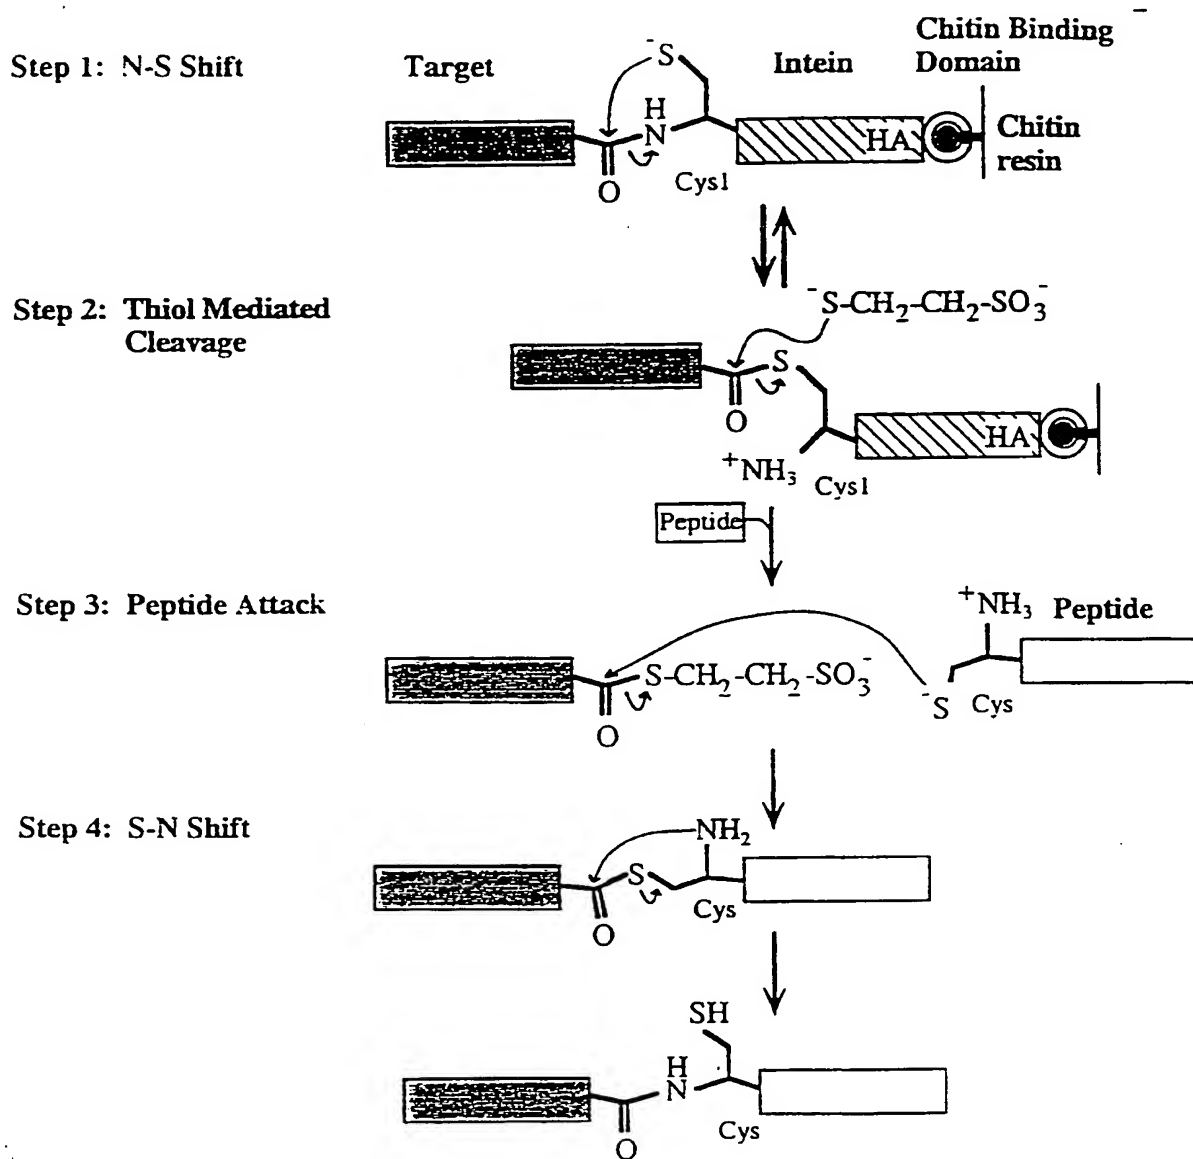 Step 1: N-S Shift
Target
Intein
Chitin Binding
Domain
Chitin
resin
⁻S
H
N
O
Cys1
HA
Step 2: Thiol Mediated
Cleavage
⁻S-CH₂-CH₂-SO₃⁻
S
O
⁺NH₃
Cys1
HA
Peptide
Step 3: Peptide Attack
⁺NH₃
Peptide
S-CH₂-CH₂-SO₃⁻
O
⁻S
Cys
Step 4: S-N Shift
NH₂
S
O
Cys
SH
H
N
O
Cys